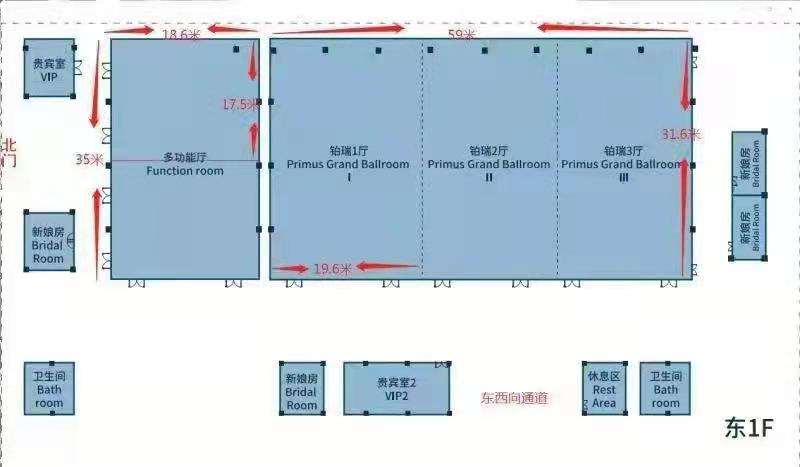 18.6米
59米
贵宾室
VIP
17.5米
北
门
35米
多功能厅
Function room
铂瑞1厅
Primus Grand Ballroom
I
铂瑞2厅
Primus Grand Ballroom
II
铂瑞3厅
Primus Grand Ballroom
III
31.6米
新娘房
Bridal Room
新娘房
Bridal Room
新娘房
Bridal
Room
19.6米
卫生间
Bath
room
新娘房
Bridal
Room
贵宾室2
VIP2
东西向通道
休息区
Rest
Area
卫生间
Bath
room
东1F